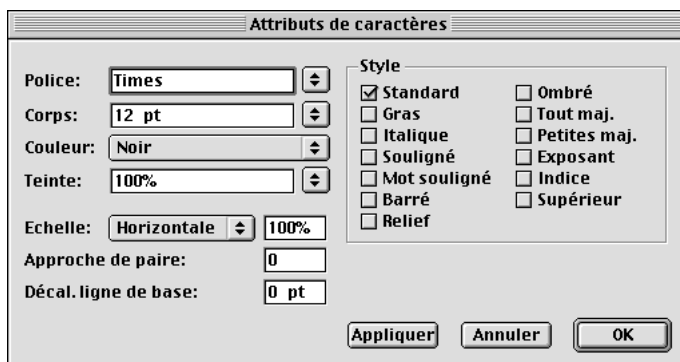 Attributs de caractères
Police: Times
Corps: 12 pt
Couleur: Noir
Teinte: 100%
Echelle: Horizontale 100%
Approche de paire: 0
Décal. ligne de base: 0 pt
Style
Standard
Gras
Italique
Souligné
Mot souligné
Barré
Relief
Ombré
Tout maj.
Petites maj.
Exposant
Indice
Supérieur
Appliquer Annuler OK